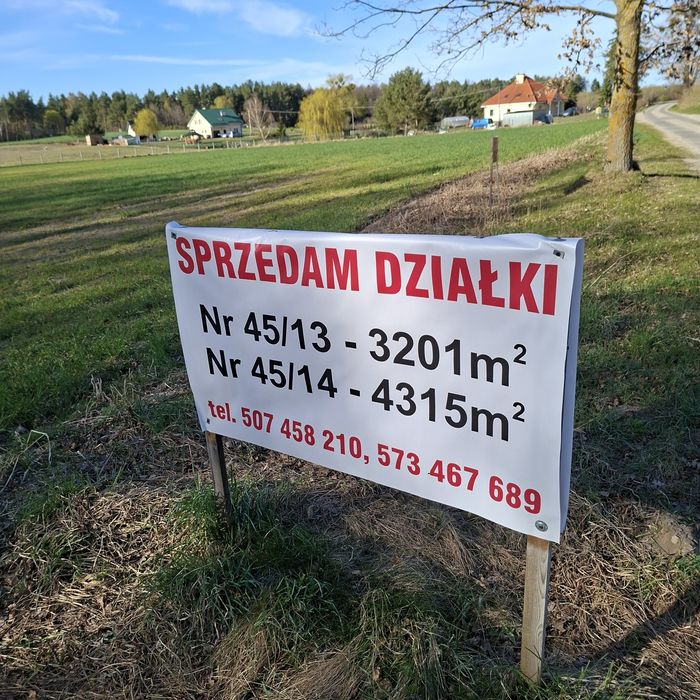 SPRZEDAM DZIAŁKI
Nr 45/13 - 3201m²
Nr 45/14 - 4315m²
tel. 507 458 210, 573 467 689